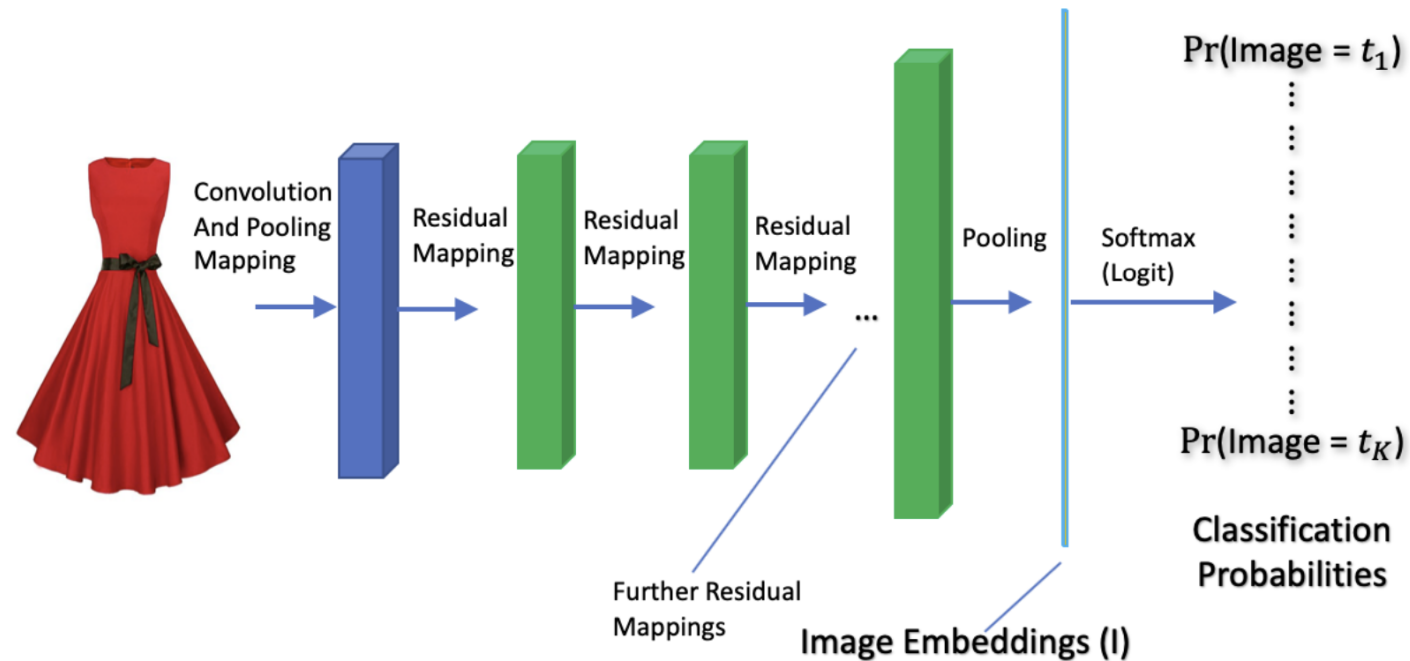 Convolution
And Pooling
Mapping
Residual
Mapping
Residual
Mapping
Residual
Mapping
...
Pooling
Softmax
(Logit)
Pr(Image = t₁)
⋮
⋮
⋮
⋮
⋮
⋮
⋮
⋮
Pr(Image = t_K)
Classification
Probabilities
Further Residual
Mappings
Image Embeddings (I)